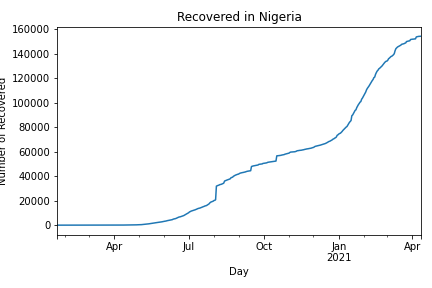 Recovered in Nigeria
160000
140000
120000
100000
80000
60000
40000
20000
0
Number of Recovered
Apr
Jul
Oct
Jan
2021
Apr
Day